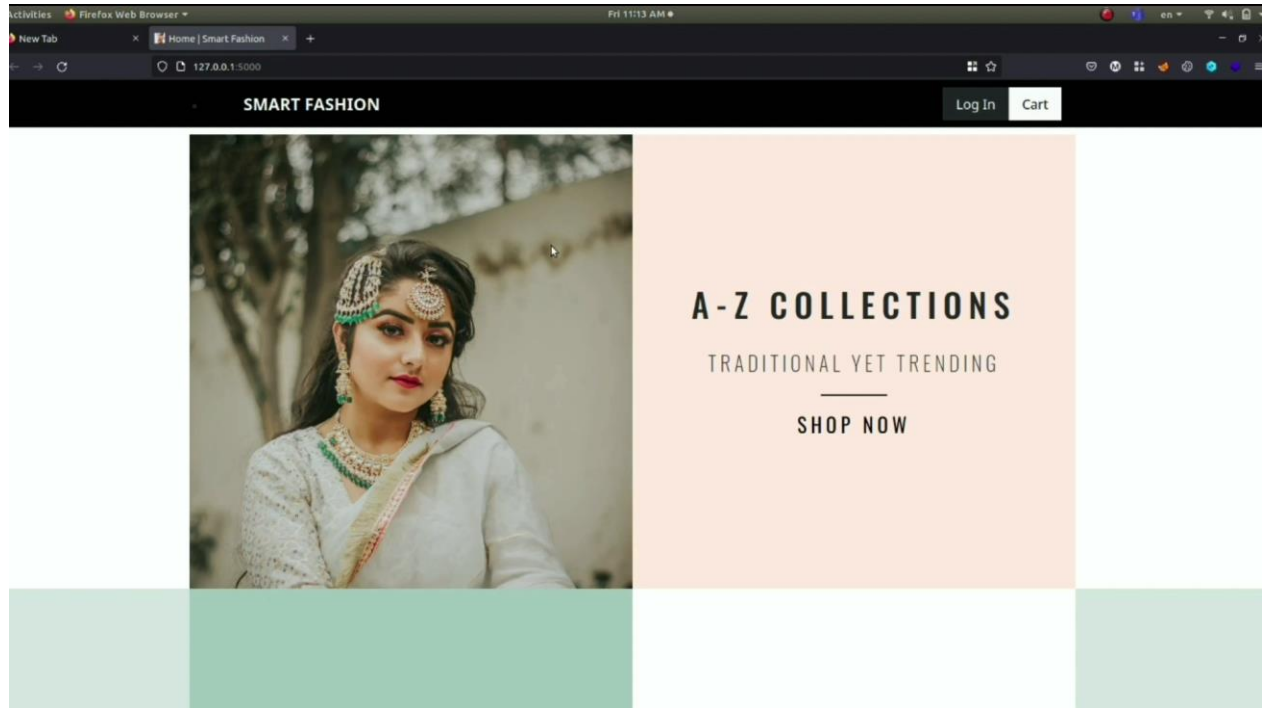 Activities Firefox Web Browser Fri 11:13 AM en
New Tab Home | Smart Fashion
127.0.0.1:5000
SMART FASHION Log In Cart
A-Z COLLECTIONS
TRADITIONAL YET TRENDING
SHOP NOW